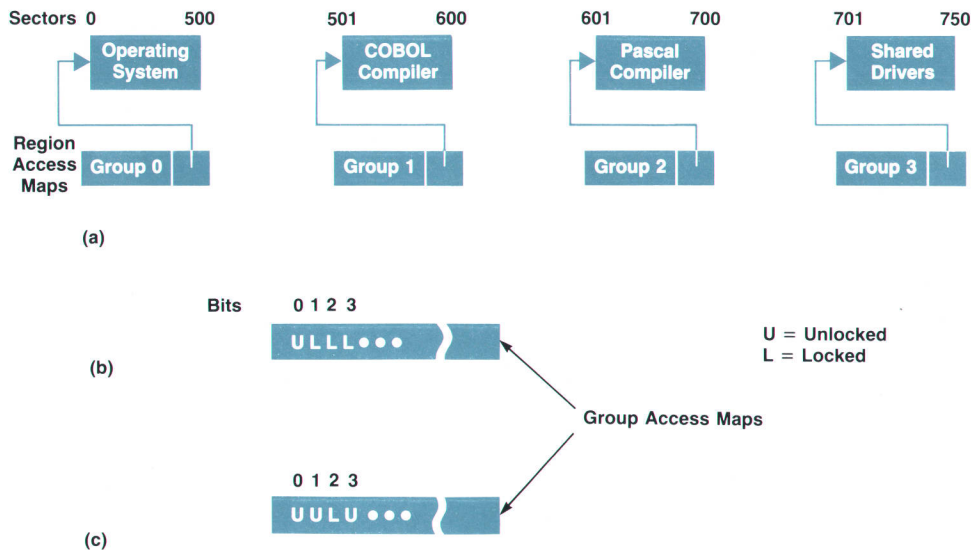 Sectors 0 500 501 600 601 700 701 750
Operating System
COBOL Compiler
Pascal Compiler
Shared Drivers
Region Access Maps
Group 0
Group 1
Group 2
Group 3
(a)
Bits 0 1 2 3
U L L L • • •
(b)
U = Unlocked
L = Locked
Group Access Maps
0 1 2 3
U U L U • • •
(c)